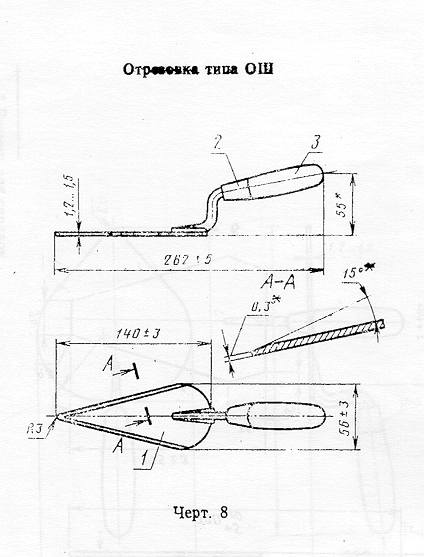 Отрезовка типа ОШ
2
3
1,2...1,5
55*
262±5
А–А
15°*
0,3*
140±3
А
R3
А
1
56±3
Черт. 8